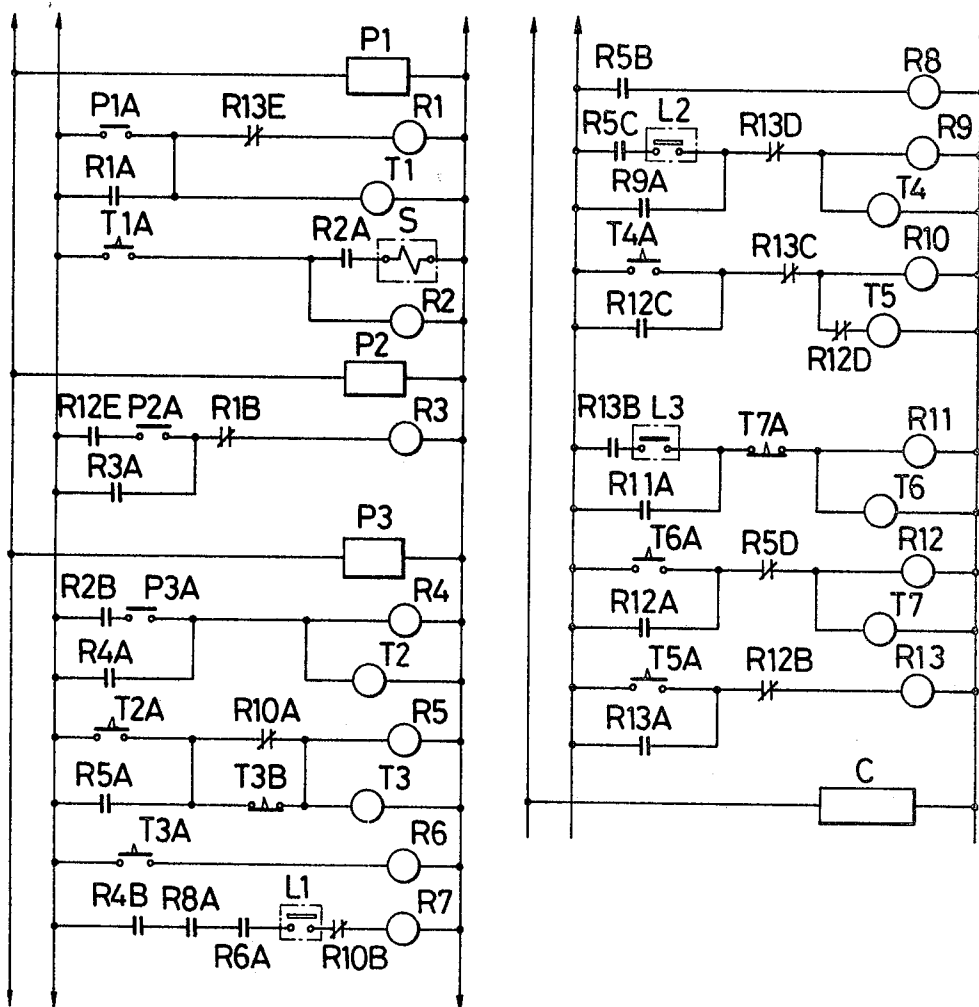 P1
P1A R13E R1
R1A T1
T1A R2A S
R2
P2
R12E P2A R1B R3
R3A
P3
R2B P3A R4
R4A T2
T2A R10A R5
R5A T3B T3
T3A R6
R4B R8A L1 R7
R6A R10B
R5B R8
R5C L2 R13D R9
R9A T4
T4A R13C R10
R12C T5
R12D
R13B L3 T7A R11
R11A T6
T6A R5D R12
R12A T7
T5A R12B R13
R13A
C